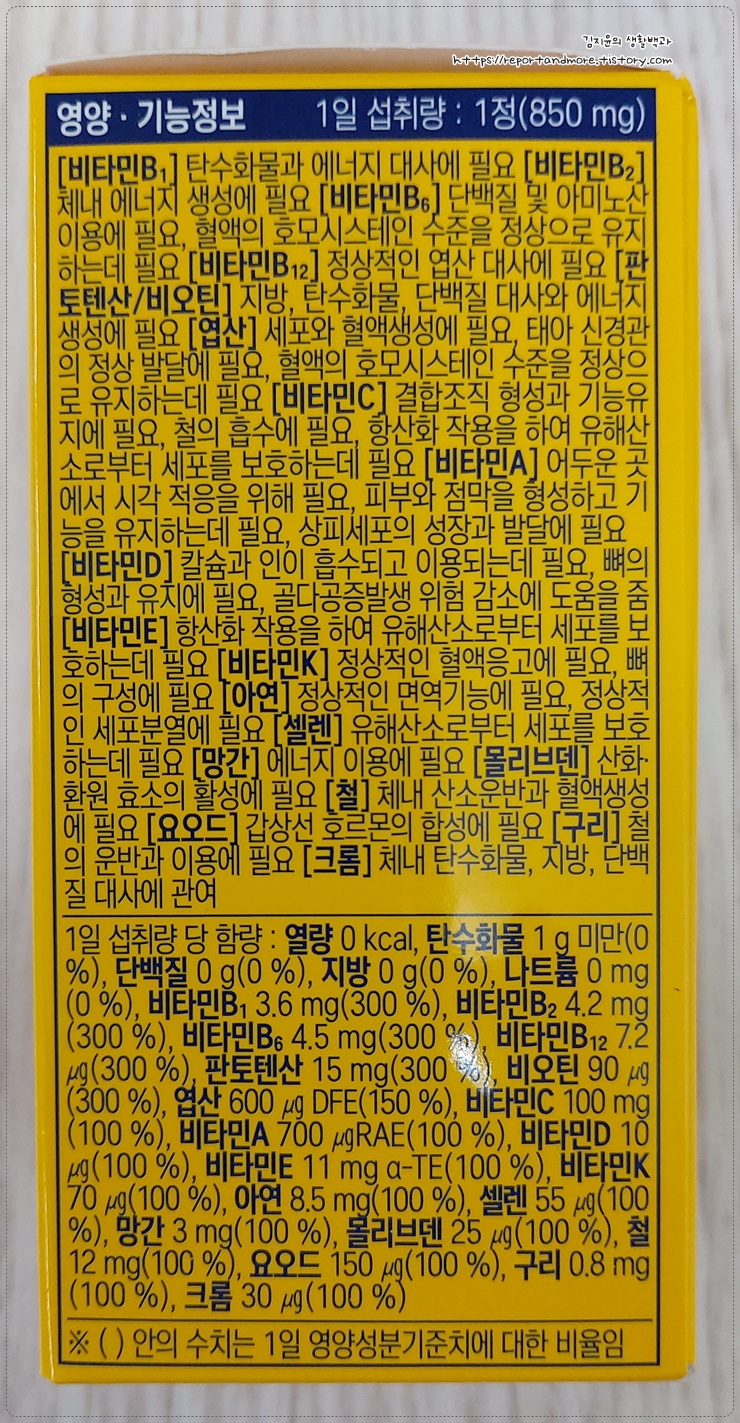 김지윤의 생활백과
https://reportandmore.tistory.com
영양 · 기능정보 1일 섭취량 : 1정(850 mg)
[비타민B₁] 탄수화물과 에너지 대사에 필요 [비타민B₂]
체내 에너지 생성에 필요 [비타민B₆] 단백질 및 아미노산
이용에 필요, 혈액의 호모시스테인 수준을 정상으로 유지
하는데 필요 [비타민B₁₂] 정상적인 엽산 대사에 필요 [판
토텐산/비오틴] 지방, 탄수화물, 단백질 대사와 에너지
생성에 필요 [엽산] 세포와 혈액생성에 필요, 태아 신경관
의 정상 발달에 필요, 혈액의 호모시스테인 수준을 정상으
로 유지하는데 필요 [비타민C] 결합조직 형성과 기능유
지에 필요, 철의 흡수에 필요, 항산화 작용을 하여 유해산
소로부터 세포를 보호하는데 필요 [비타민A] 어두운 곳
에서 시각 적응을 위해 필요, 피부와 점막을 형성하고 기
능을 유지하는데 필요, 상피세포의 성장과 발달에 필요
[비타민D] 칼슘과 인이 흡수되고 이용되는데 필요, 뼈의
형성과 유지에 필요, 골다공증발생 위험 감소에 도움을 줌
[비타민E] 항산화 작용을 하여 유해산소로부터 세포를 보
호하는데 필요 [비타민K] 정상적인 혈액응고에 필요, 뼈
의 구성에 필요 [아연] 정상적인 면역기능에 필요, 정상적
인 세포분열에 필요 [셀렌] 유해산소로부터 세포를 보호
하는데 필요 [망간] 에너지 이용에 필요 [몰리브덴] 산화·
환원 효소의 활성에 필요 [철] 체내 산소운반과 혈액생성
에 필요 [요오드] 갑상선 호르몬의 합성에 필요 [구리] 철
의 운반과 이용에 필요 [크롬] 체내 탄수화물, 지방, 단백
질 대사에 관여
1일 섭취량 당 함량 : 열량 0 kcal, 탄수화물 1 g 미만(0
%), 단백질 0 g(0 %), 지방 0 g(0 %), 나트륨 0 mg
(0 %), 비타민B₁ 3.6 mg(300 %), 비타민B₂ 4.2 mg
(300 %), 비타민B₆ 4.5 mg(300 %), 비타민B₁₂ 7.2
㎍(300 %), 판토텐산 15 mg(300 %), 비오틴 90 ㎍
(300 %), 엽산 600 ㎍ DFE(150 %), 비타민C 100 mg
(100 %), 비타민A 700 ㎍RAE(100 %), 비타민D 10
㎍(100 %), 비타민E 11 mg α-TE(100 %), 비타민K
70 ㎍(100 %), 아연 8.5 mg(100 %), 셀렌 55 ㎍(100
%), 망간 3 mg(100 %), 몰리브덴 25 ㎍(100 %), 철
12 mg(100 %), 요오드 150 ㎍(100 %), 구리 0.8 mg
(100 %), 크롬 30 ㎍(100 %)
※ ( ) 안의 수치는 1일 영양성분기준치에 대한 비율임